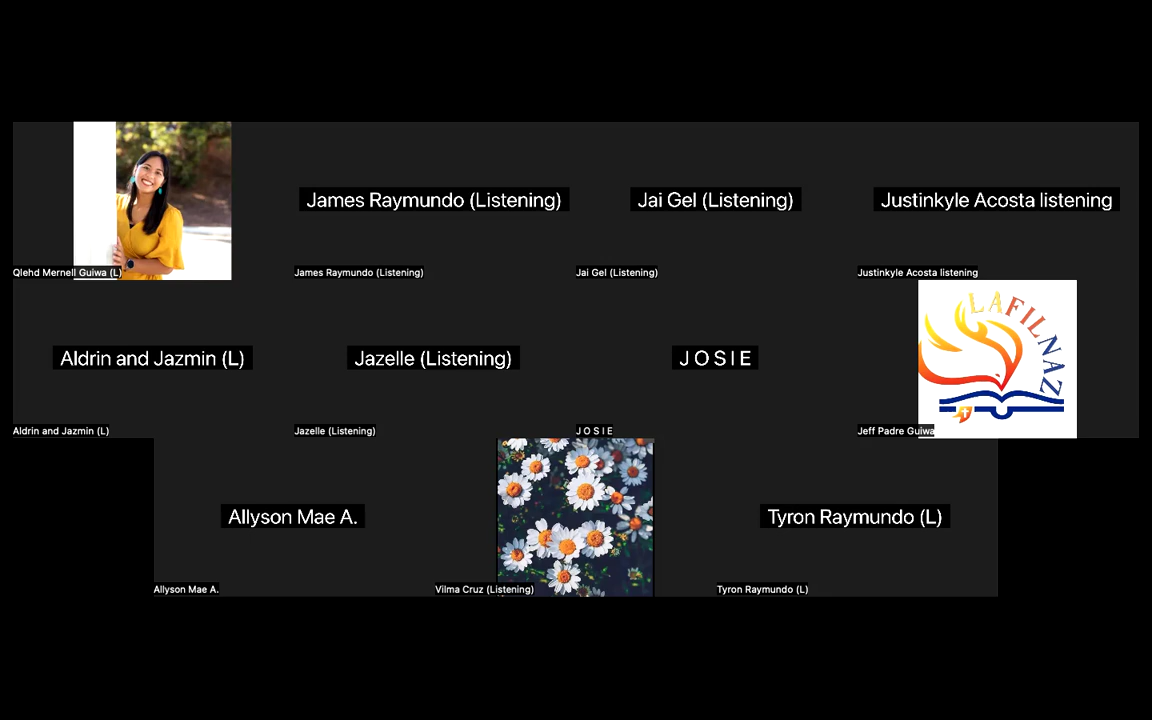 James Raymundo (Listening)
Jai Gel (Listening)
Justinkyle Acosta listening
Qlehd Mernell Guiwa (L)
James Raymundo (Listening)
Jai Gel (Listening)
Justinkyle Acosta listening
LAFILNAZ
Aldrin and Jazmin (L)
Jazelle (Listening)
J O S I E
Aldrin and Jazmin (L)
Jazelle (Listening)
J O S I E
Jeff Padre Guiwa
Allyson Mae A.
Tyron Raymundo (L)
Allyson Mae A.
Vilma Cruz (Listening)
Tyron Raymundo (L)